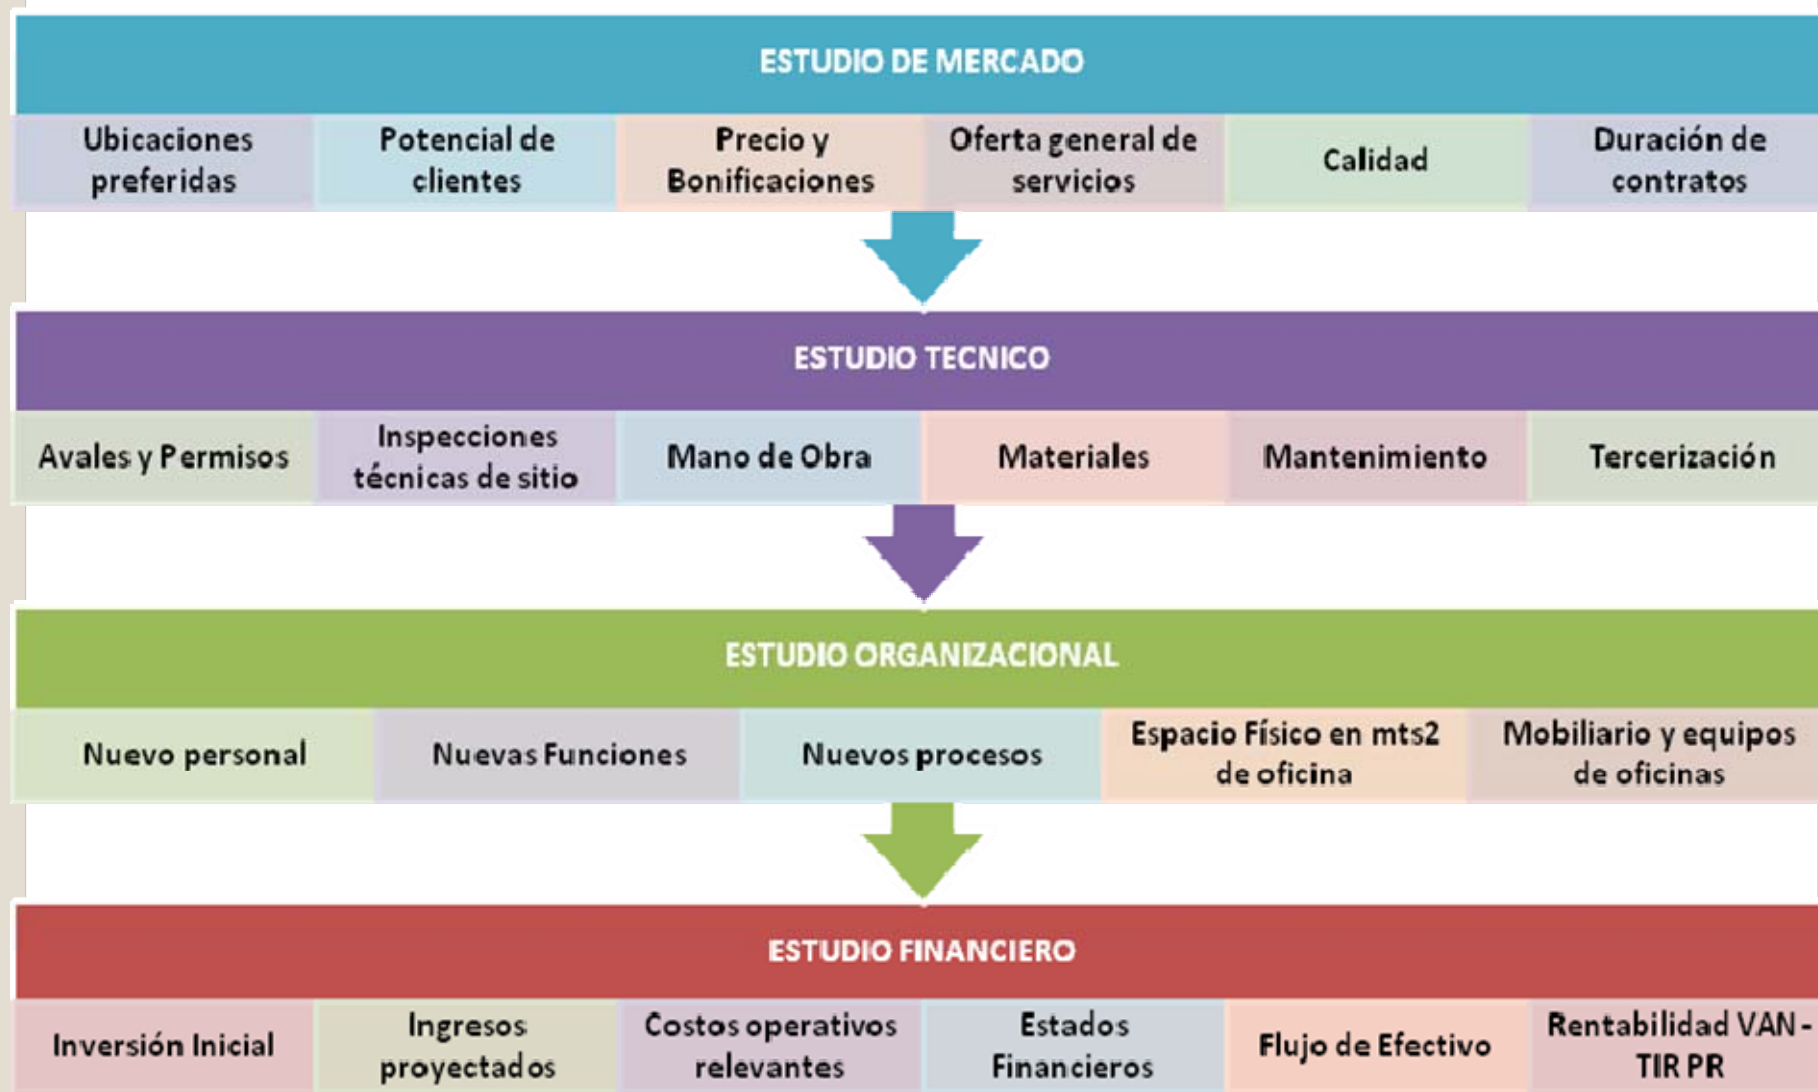 ESTUDIO DE MERCADO
Ubicaciones
preferidas
Potencial de
clientes
Precio y
Bonificaciones
Oferta general de
servicios
Calidad
Duración de
contratos
ESTUDIO TECNICO
Avales y Permisos
Inspecciones
técnicas de sitio
Mano de Obra
Materiales
Mantenimiento
Tercerización
ESTUDIO ORGANIZACIONAL
Nuevo personal
Nuevas Funciones
Nuevos procesos
Espacio Físico en mts2
de oficina
Mobiliario y equipos
de oficinas
ESTUDIO FINANCIERO
Inversión Inicial
Ingresos
proyectados
Costos operativos
relevantes
Estados
Financieros
Flujo de Efectivo
Rentabilidad VAN -
TIR PR